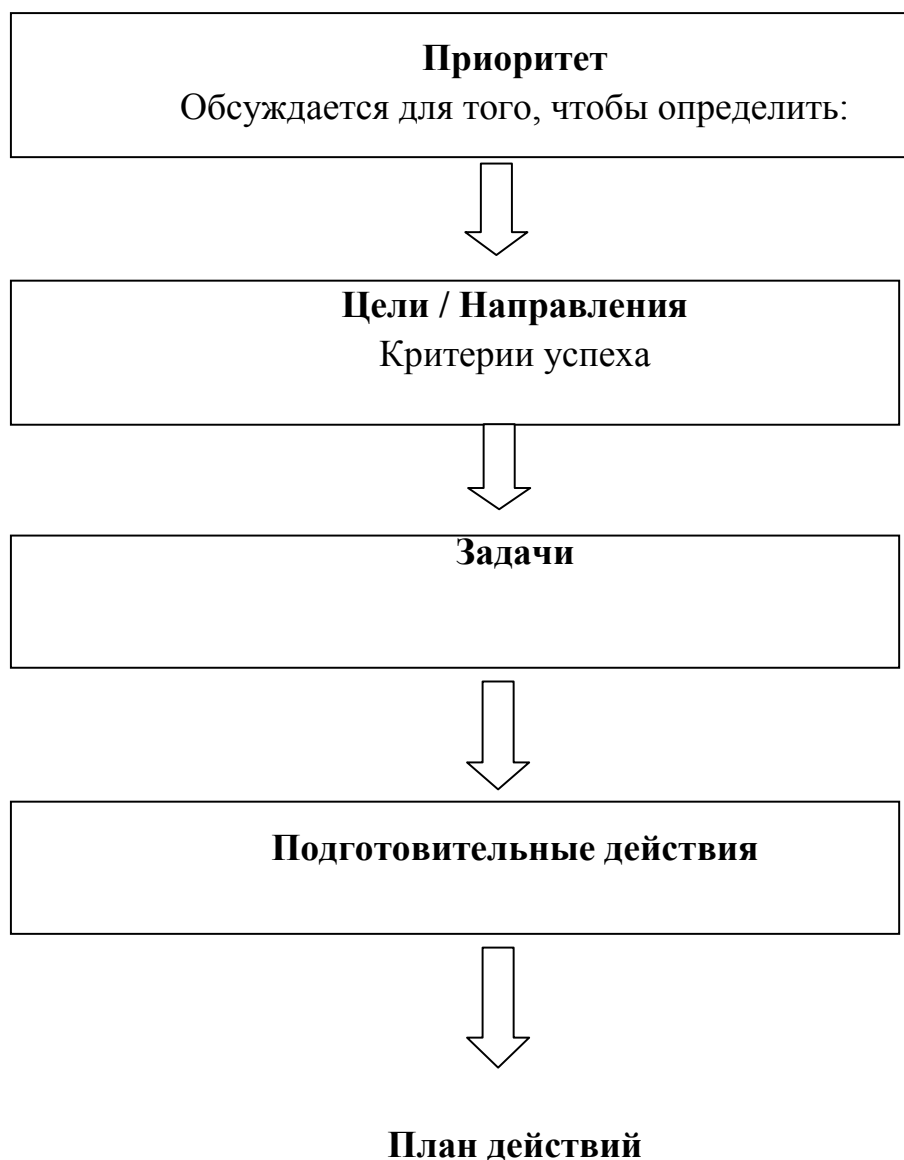 Приоритет
Обсуждается для того, чтобы определить:
Цели / Направления
Критерии успеха
Задачи
Подготовительные действия
План действий